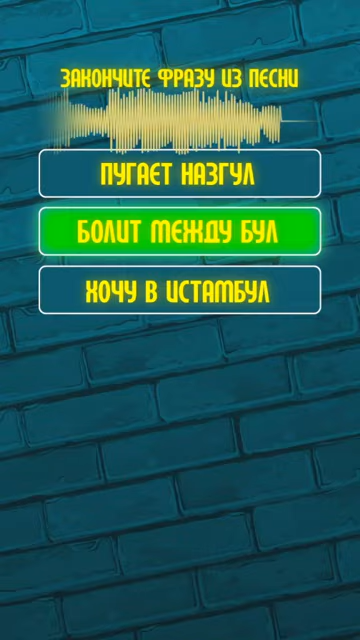 ЗАКОНЧИТЕ ФРАЗУ ИЗ ПЕСНИ
ПУГАЕТ НАЗГУЛ
БОЛИТ МЕЖДУ БУЛ
ХОЧУ В ИСТАМБУЛ